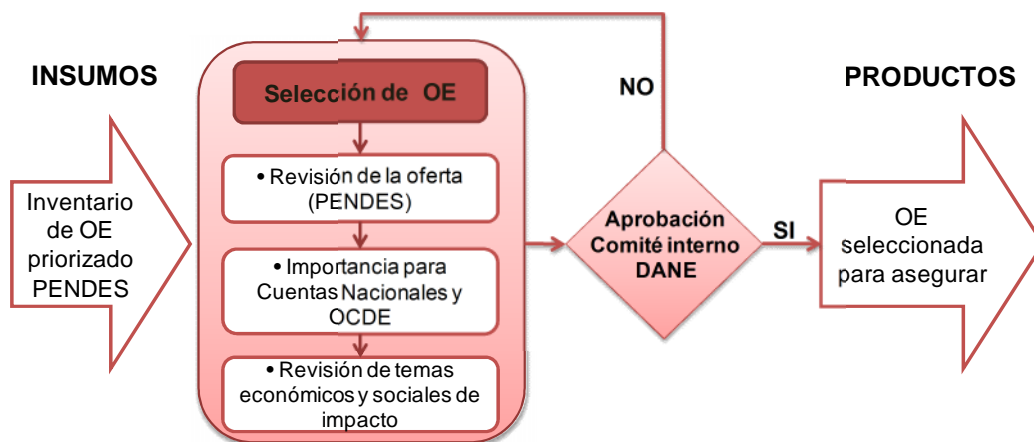 INSUMOS
Inventario
de OE
priorizado
PENDES
Selección de OE
• Revisión de la oferta
(PENDES)
• Importancia para
Cuentas Nacionales y
OCDE
• Revisión de temas
económicos y sociales de
impacto
NO
Aprobación
Comité interno
DANE
SI
PRODUCTOS
OE
seleccionada
para asegurar